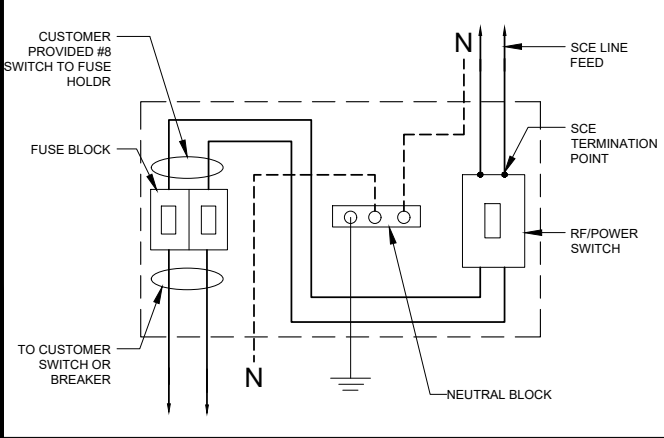 CUSTOMER
PROVIDED #8
SWITCH TO FUSE
HOLDR
N
SCE LINE
FEED
FUSE BLOCK
SCE
TERMINATION
POINT
RF/POWER
SWITCH
TO CUSTOMER
SWITCH OR
BREAKER
N
NEUTRAL BLOCK